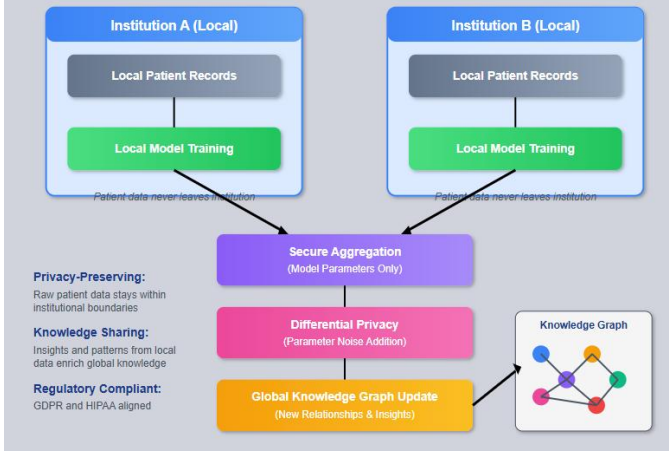 Institution A (Local)
Local Patient Records
Local Model Training
Patient data never leaves institution
Institution B (Local)
Local Patient Records
Local Model Training
Patient data never leaves institution
Secure Aggregation
(Model Parameters Only)
Differential Privacy
(Parameter Noise Addition)
Global Knowledge Graph Update
(New Relationships & Insights)
Privacy-Preserving:
Raw patient data stays within
institutional boundaries
Knowledge Sharing:
Insights and patterns from local
data enrich global knowledge
Regulatory Compliant:
GDPR and HIPAA aligned
Knowledge Graph